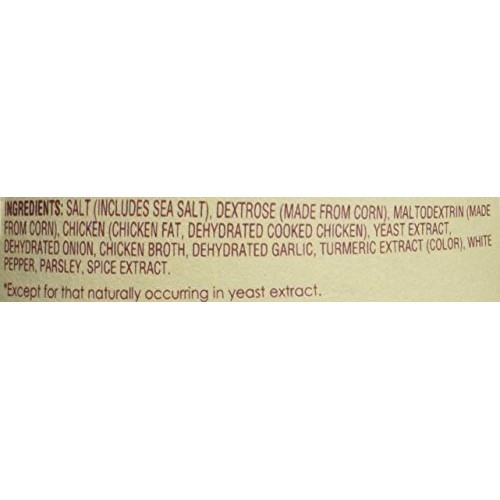 INGREDIENTS: SALT (INCLUDES SEA SALT), DEXTROSE (MADE FROM CORN), MALTODEXTRIN (MADE
FROM CORN), CHICKEN (CHICKEN FAT, DEHYDRATED COOKED CHICKEN), YEAST EXTRACT,
DEHYDRATED ONION, CHICKEN BROTH, DEHYDRATED GARLIC, TURMERIC EXTRACT (COLOR), WHITE
PEPPER, PARSLEY, SPICE EXTRACT.
*Except for that naturally occurring in yeast extract.